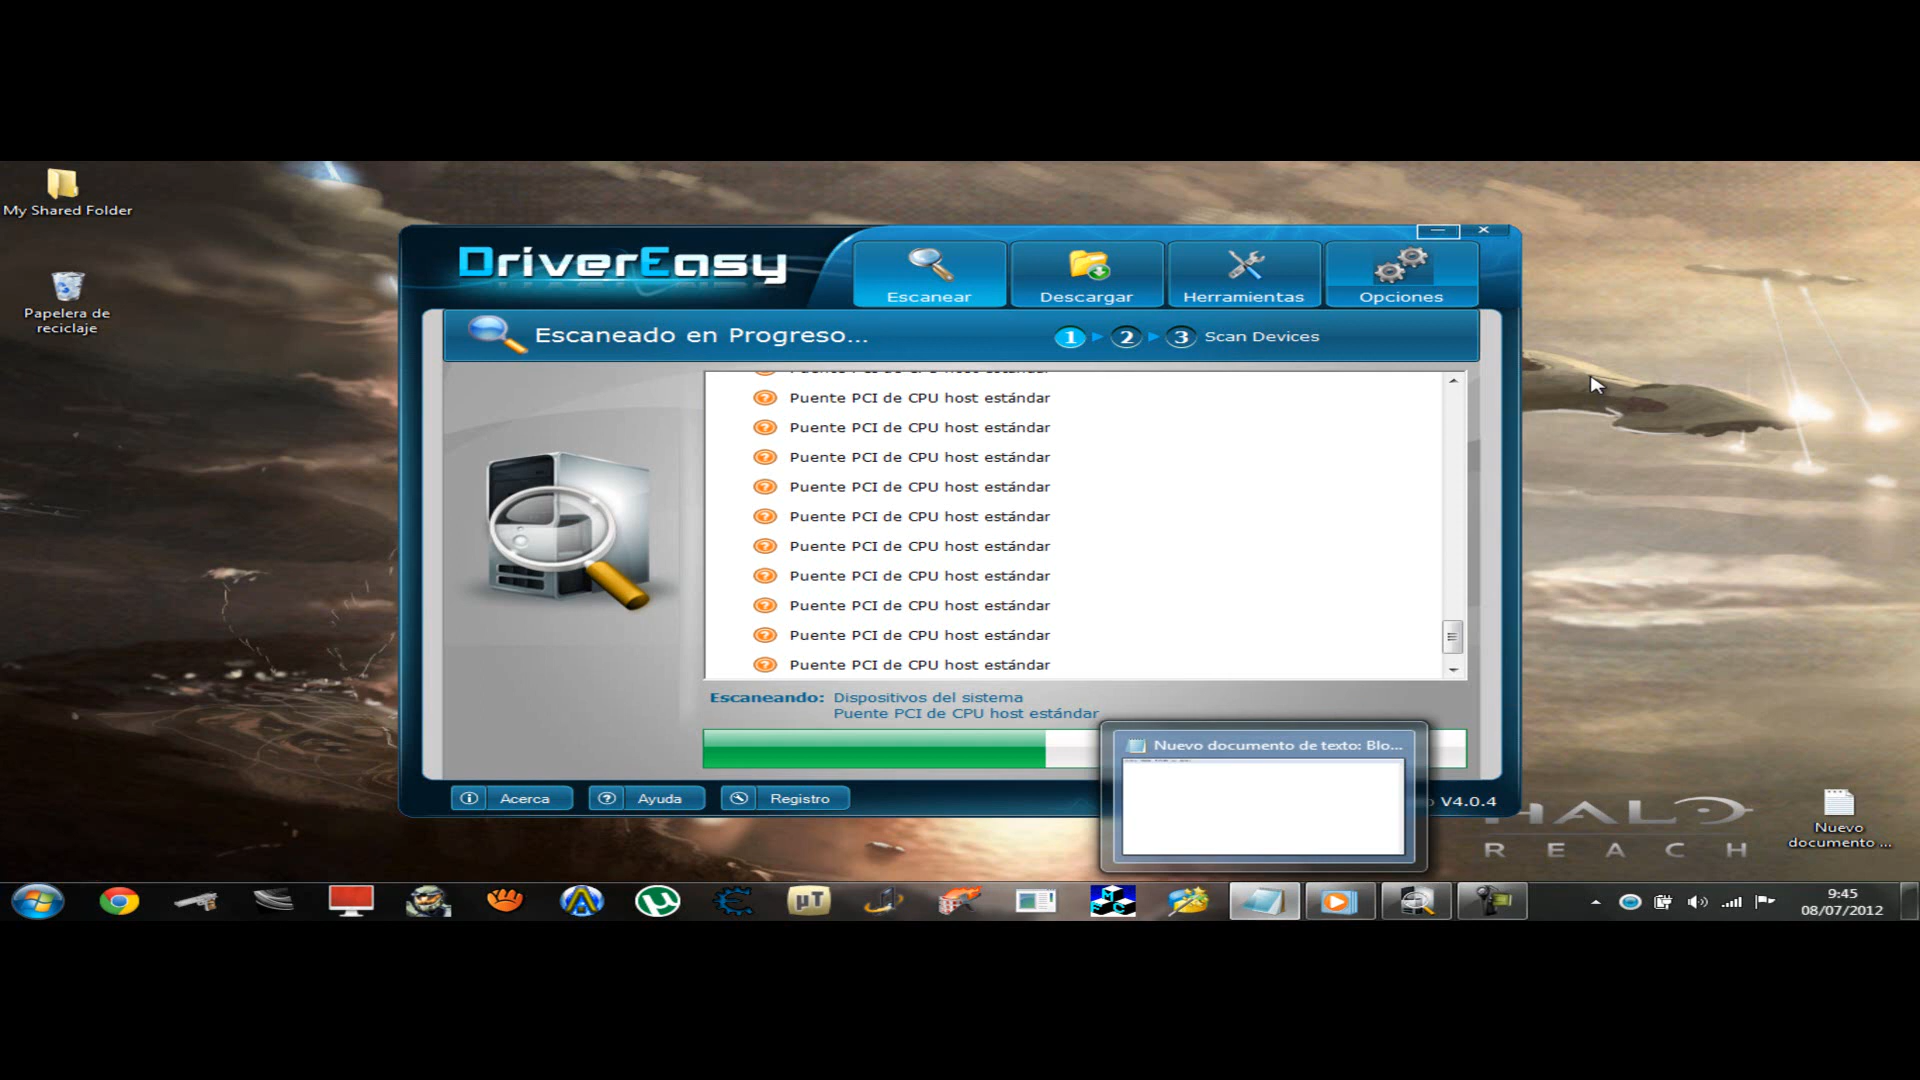 My Shared Folder
Papelera de
reciclaje
DriverEasy
Escanear
Descargar
Herramientas
Opciones
Escaneado en Progreso...
1 2 3 Scan Devices
Puente PCI de CPU host estándar
Puente PCI de CPU host estándar
Puente PCI de CPU host estándar
Puente PCI de CPU host estándar
Puente PCI de CPU host estándar
Puente PCI de CPU host estándar
Puente PCI de CPU host estándar
Puente PCI de CPU host estándar
Puente PCI de CPU host estándar
Puente PCI de CPU host estándar
Escaneando: Dispositivos del sistema
Puente PCI de CPU host estándar
Nuevo documento de texto: Blo...
Acerca
Ayuda
Registro
V4.0.4
HALO
REACH
Nuevo
documento ...
µT
9:45
08/07/2012